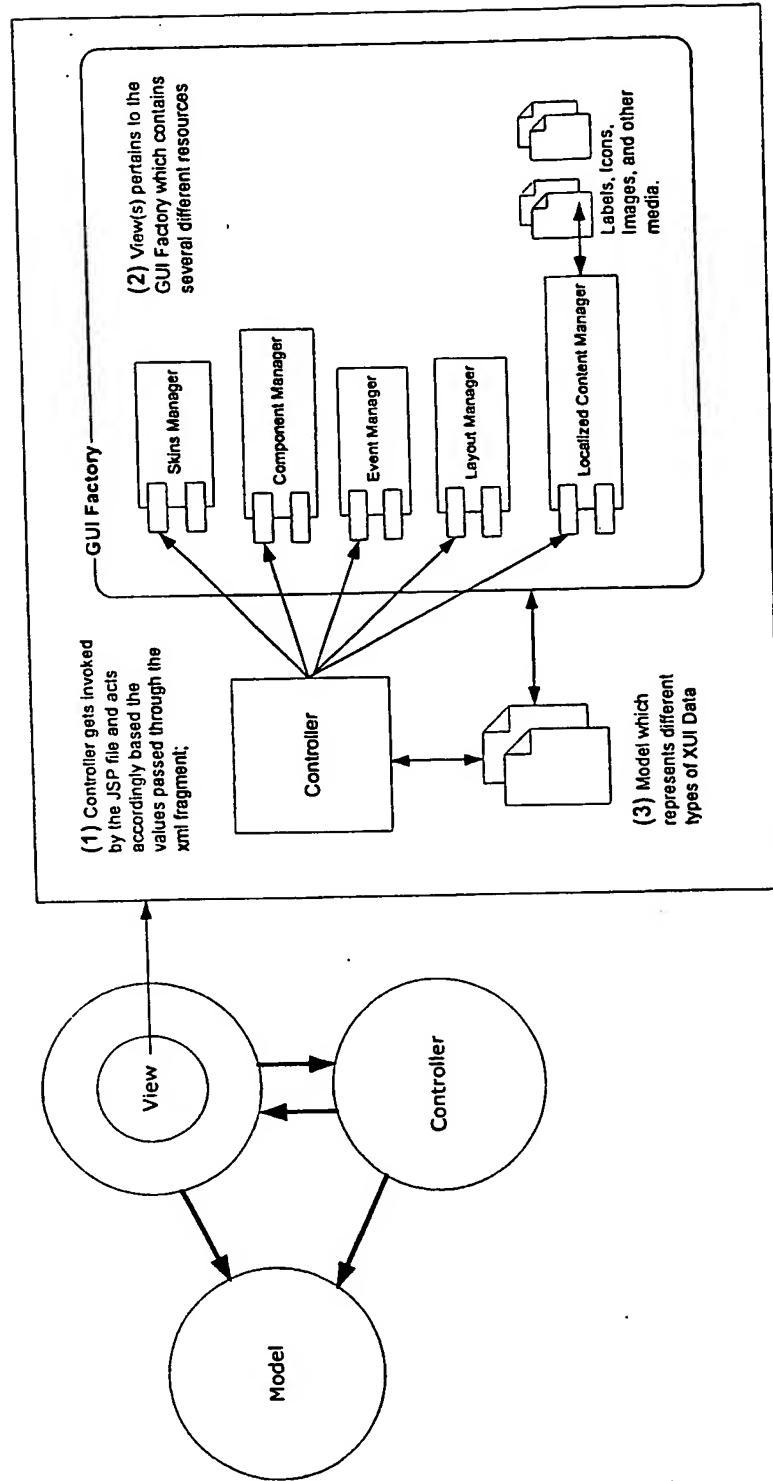 Model
View
Controller
(1) Controller gets invoked
by the JSP file and acts
accordingly based the
values passed through the
xml fragment;
Controller
(3) Model which
represents different
types of XUI Data
GUI Factory
Skins Manager
Component Manager
Event Manager
Layout Manager
Localized Content Manager
(2) View(s) pertains to the
GUI Factory which contains
several different resources
Labels, Icons,
Images, and other
media.